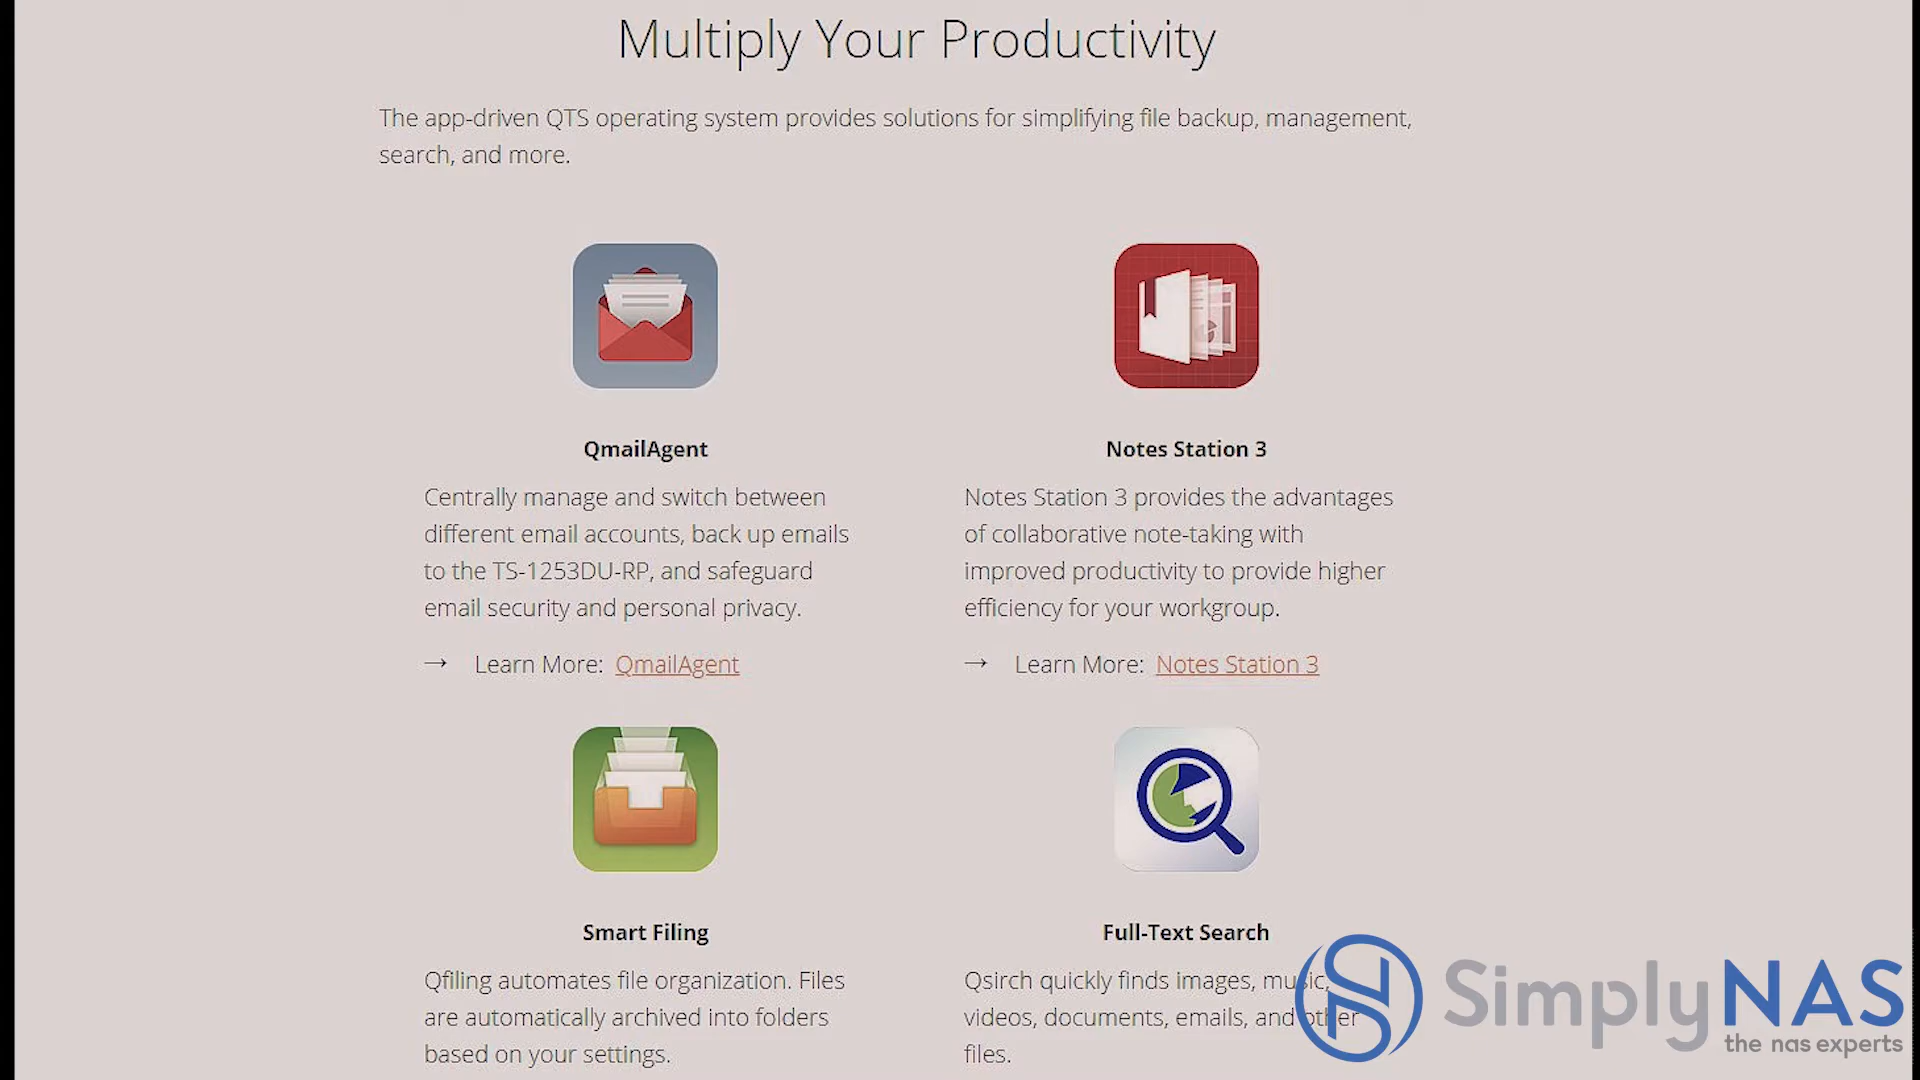 Multiply Your Productivity
The app-driven QTS operating system provides solutions for simplifying file backup, management,
search, and more.
QmailAgent
Centrally manage and switch between
different email accounts, back up emails
to the TS-1253DU-RP, and safeguard
email security and personal privacy.
→ Learn More: QmailAgent
Notes Station 3
Notes Station 3 provides the advantages
of collaborative note-taking with
improved productivity to provide higher
efficiency for your workgroup.
→ Learn More: Notes Station 3
Smart Filing
Qfiling automates file organization. Files
are automatically archived into folders
based on your settings.
Full-Text Search
Qsirch quickly finds images, music,
videos, documents, emails, and other
files.
SimplyNAS
the nas experts